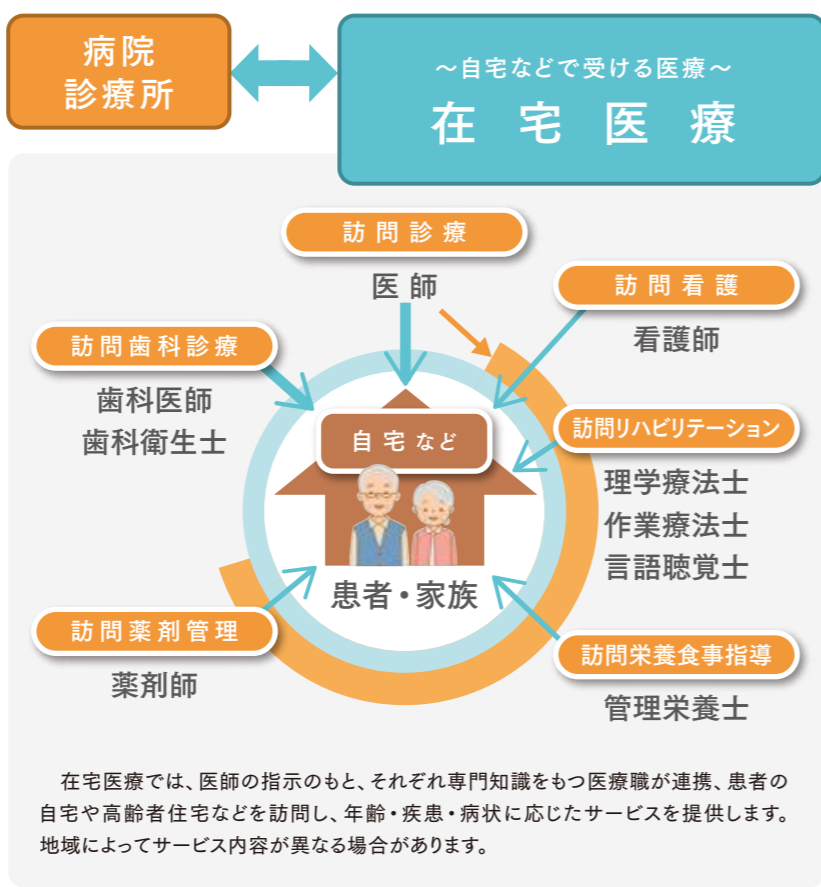 病院
診療所
〜自宅などで受ける医療〜
在宅医療
訪問診療
医師
訪問看護
看護師
訪問歯科診療
歯科医師
歯科衛生士
自宅など
訪問リハビリテーション
理学療法士
作業療法士
言語聴覚士
患者・家族
訪問薬剤管理
薬剤師
訪問栄養食事指導
管理栄養士
在宅医療では、医師の指示のもと、それぞれ専門知識をもつ医療職が連携、患者の
自宅や高齢者住宅などを訪問し、年齢・疾患・病状に応じたサービスを提供します。
地域によってサービス内容が異なる場合があります。